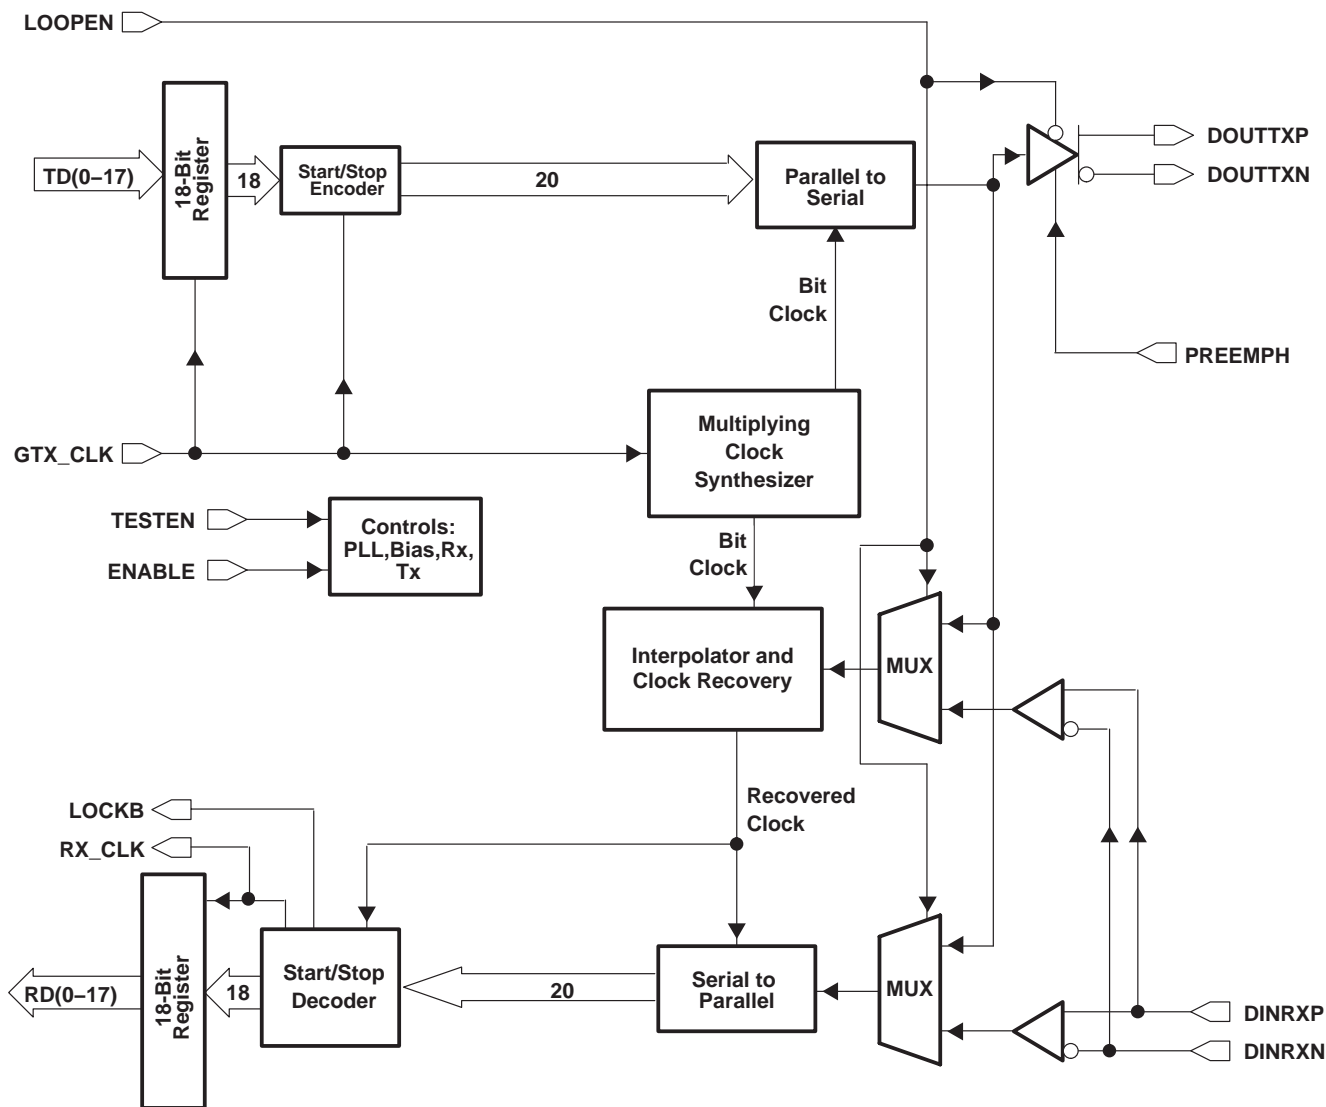 LOOPEN
18-Bit
Register
TD(0–17)
18
Start/Stop
Encoder
20
Parallel to
Serial
DOUTTXP
DOUTTXN
Bit
Clock
PREEMPH
GTX_CLK
Multiplying
Clock
Synthesizer
TESTEN
ENABLE
Controls:
PLL,Bias,Rx,
Tx
Bit
Clock
Interpolator and
Clock Recovery
MUX
LOCKB
RX_CLK
Recovered
Clock
18-Bit
Register
RD(0–17)
18
Start/Stop
Decoder
20
Serial to
Parallel
MUX
DINRXP
DINRXN